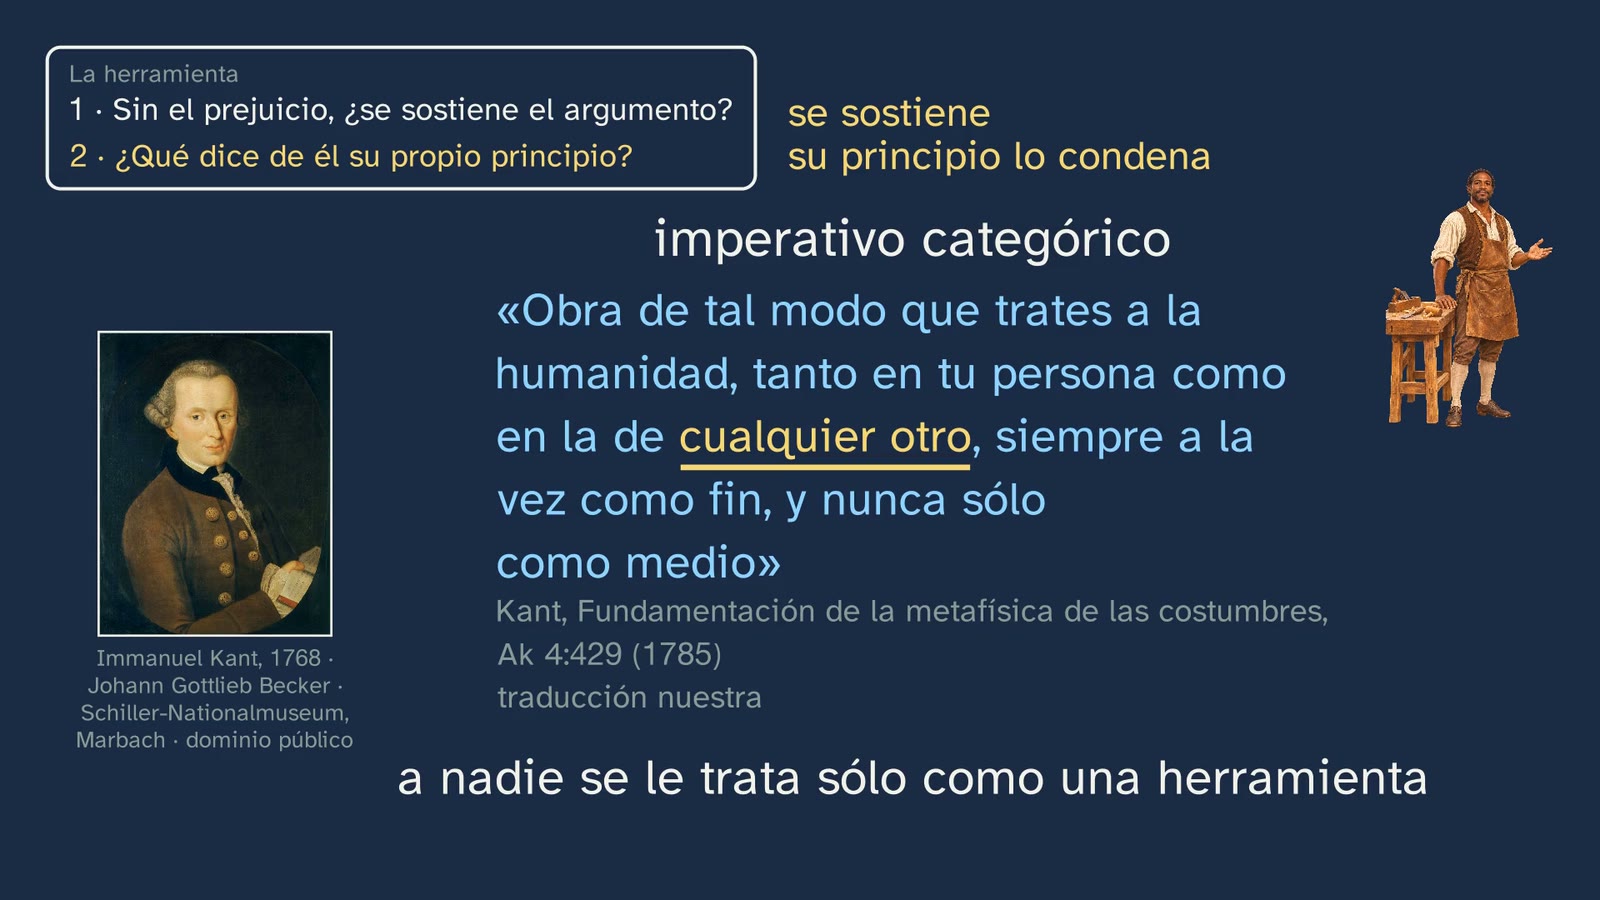 La herramienta
1 · Sin el prejuicio, ¿se sostiene el argumento?
2 · ¿Qué dice de él su propio principio?
se sostiene
su principio lo condena
imperativo categórico
«Obra de tal modo que trates a la
humanidad, tanto en tu persona como
en la de cualquier otro, siempre a la
vez como fin, y nunca sólo
como medio»
Kant, Fundamentación de la metafísica de las costumbres,
Ak 4:429 (1785)
traducción nuestra
Immanuel Kant, 1768 ·
Johann Gottlieb Becker ·
Schiller-Nationalmuseum,
Marbach · dominio público
a nadie se le trata sólo como una herramienta